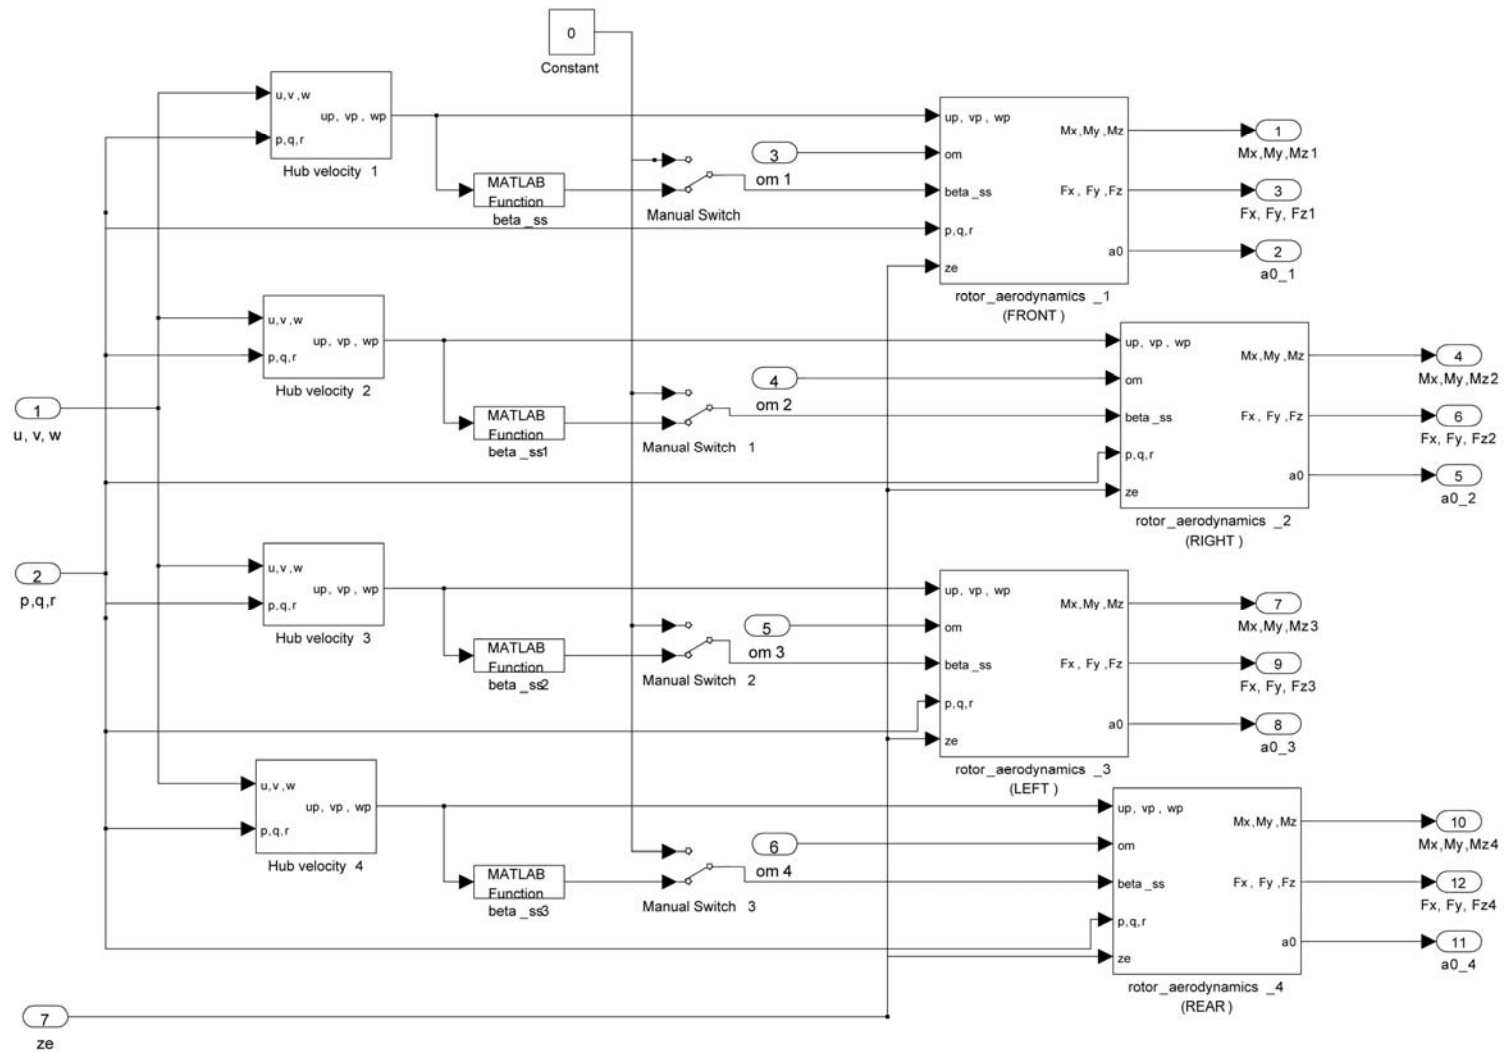 0
Constant
u,v,w
up, vp, wp
p,q,r
Hub velocity 1
MATLAB
Function
beta_ss
Manual Switch
3
om 1
up, vp, wp
om
beta_ss
p,q,r
ze
Mx,My,Mz
Fx, Fy,Fz
a0
rotor_aerodynamics_1
(FRONT)
1
Mx,My,Mz1
3
Fx, Fy, Fz1
2
a0_1
u,v,w
up, vp, wp
p,q,r
Hub velocity 2
MATLAB
Function
beta_ss1
Manual Switch 1
4
om 2
up, vp, wp
om
beta_ss
p,q,r
ze
Mx,My,Mz
Fx, Fy,Fz
a0
rotor_aerodynamics_2
(RIGHT)
4
Mx,My,Mz2
6
Fx, Fy, Fz2
5
a0_2
1
u, v, w
2
p,q,r
u,v,w
up, vp, wp
p,q,r
Hub velocity 3
MATLAB
Function
beta_ss2
Manual Switch 2
5
om 3
up, vp, wp
om
beta_ss
p,q,r
ze
Mx,My,Mz
Fx, Fy,Fz
a0
rotor_aerodynamics_3
(LEFT)
7
Mx,My,Mz3
9
Fx, Fy, Fz3
8
a0_3
u,v,w
up, vp, wp
p,q,r
Hub velocity 4
MATLAB
Function
beta_ss3
Manual Switch 3
6
om 4
up, vp, wp
om
beta_ss
p,q,r
ze
Mx,My,Mz
Fx, Fy,Fz
a0
rotor_aerodynamics_4
(REAR)
10
Mx,My,Mz4
12
Fx, Fy, Fz4
11
a0_4
7
ze